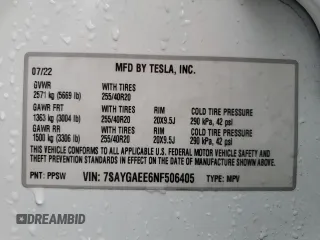 07/22 MFD BY TESLA, INC.
GVWR WITH TIRES
2571 kg (5669 lb) 255/40R20
GAWR FRT WITH TIRES RIM COLD TIRE PRESSURE
1363 kg (3004 lb) 255/40R20 20X9.5J 290 kPa, 42 psi
GAWR RR WITH TIRES RIM COLD TIRE PRESSURE
1500 kg (3306 lb) 255/40R20 20X9.5J 290 kPa, 42 psi
THIS VEHICLE CONFORMS TO ALL APPLICABLE U.S. FEDERAL MOTOR VEHICLE SAFETY
AND THEFT PREVENTION STANDARDS IN EFFECT ON THE DATE OF MANUFACTURE SHOWN ABOVE.
PNT: PPSW VIN: 7SAYGAEE6NF506405 TYPE: MPV
DREAMBID